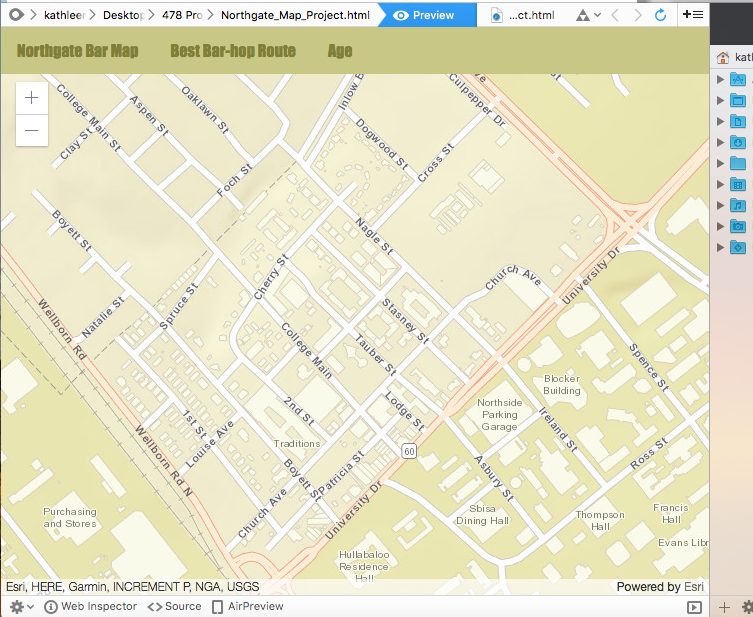 kathleen Desktop 478 Pro Northgate_Map_Project.html Preview ...ct.html
Northgate Bar Map Best Bar-hop Route Age
kath
Inlow B
Culpepper Dr
Oaklawn St
College Main St
Aspen St
Dogwood St
Clay St
Cross St
Foch St
Boyett St
Nagle St
Cherry St
Church Ave
University Dr
Spruce St
Natalie St
Stasney St
Wellborn Rd
College Main
Tauber St
Spence St
Blocker
Building
Lodge St
Northside
Parking
Garage
2nd St
1st St
Ireland St
Louise Ave
Traditions
60
Ross St
Wellborn Rd N
Boyett St
Patricia St
Asbury St
Church Ave
University Dr
Purchasing
and Stores
Sbisa
Dining Hall
Thompson
Hall
Francis
Hall
Evans Libr
Hullabaloo
Residence
Hall
Esri, HERE, Garmin, INCREMENT P, NGA, USGS Powered by Esri
Web Inspector Source AirPreview